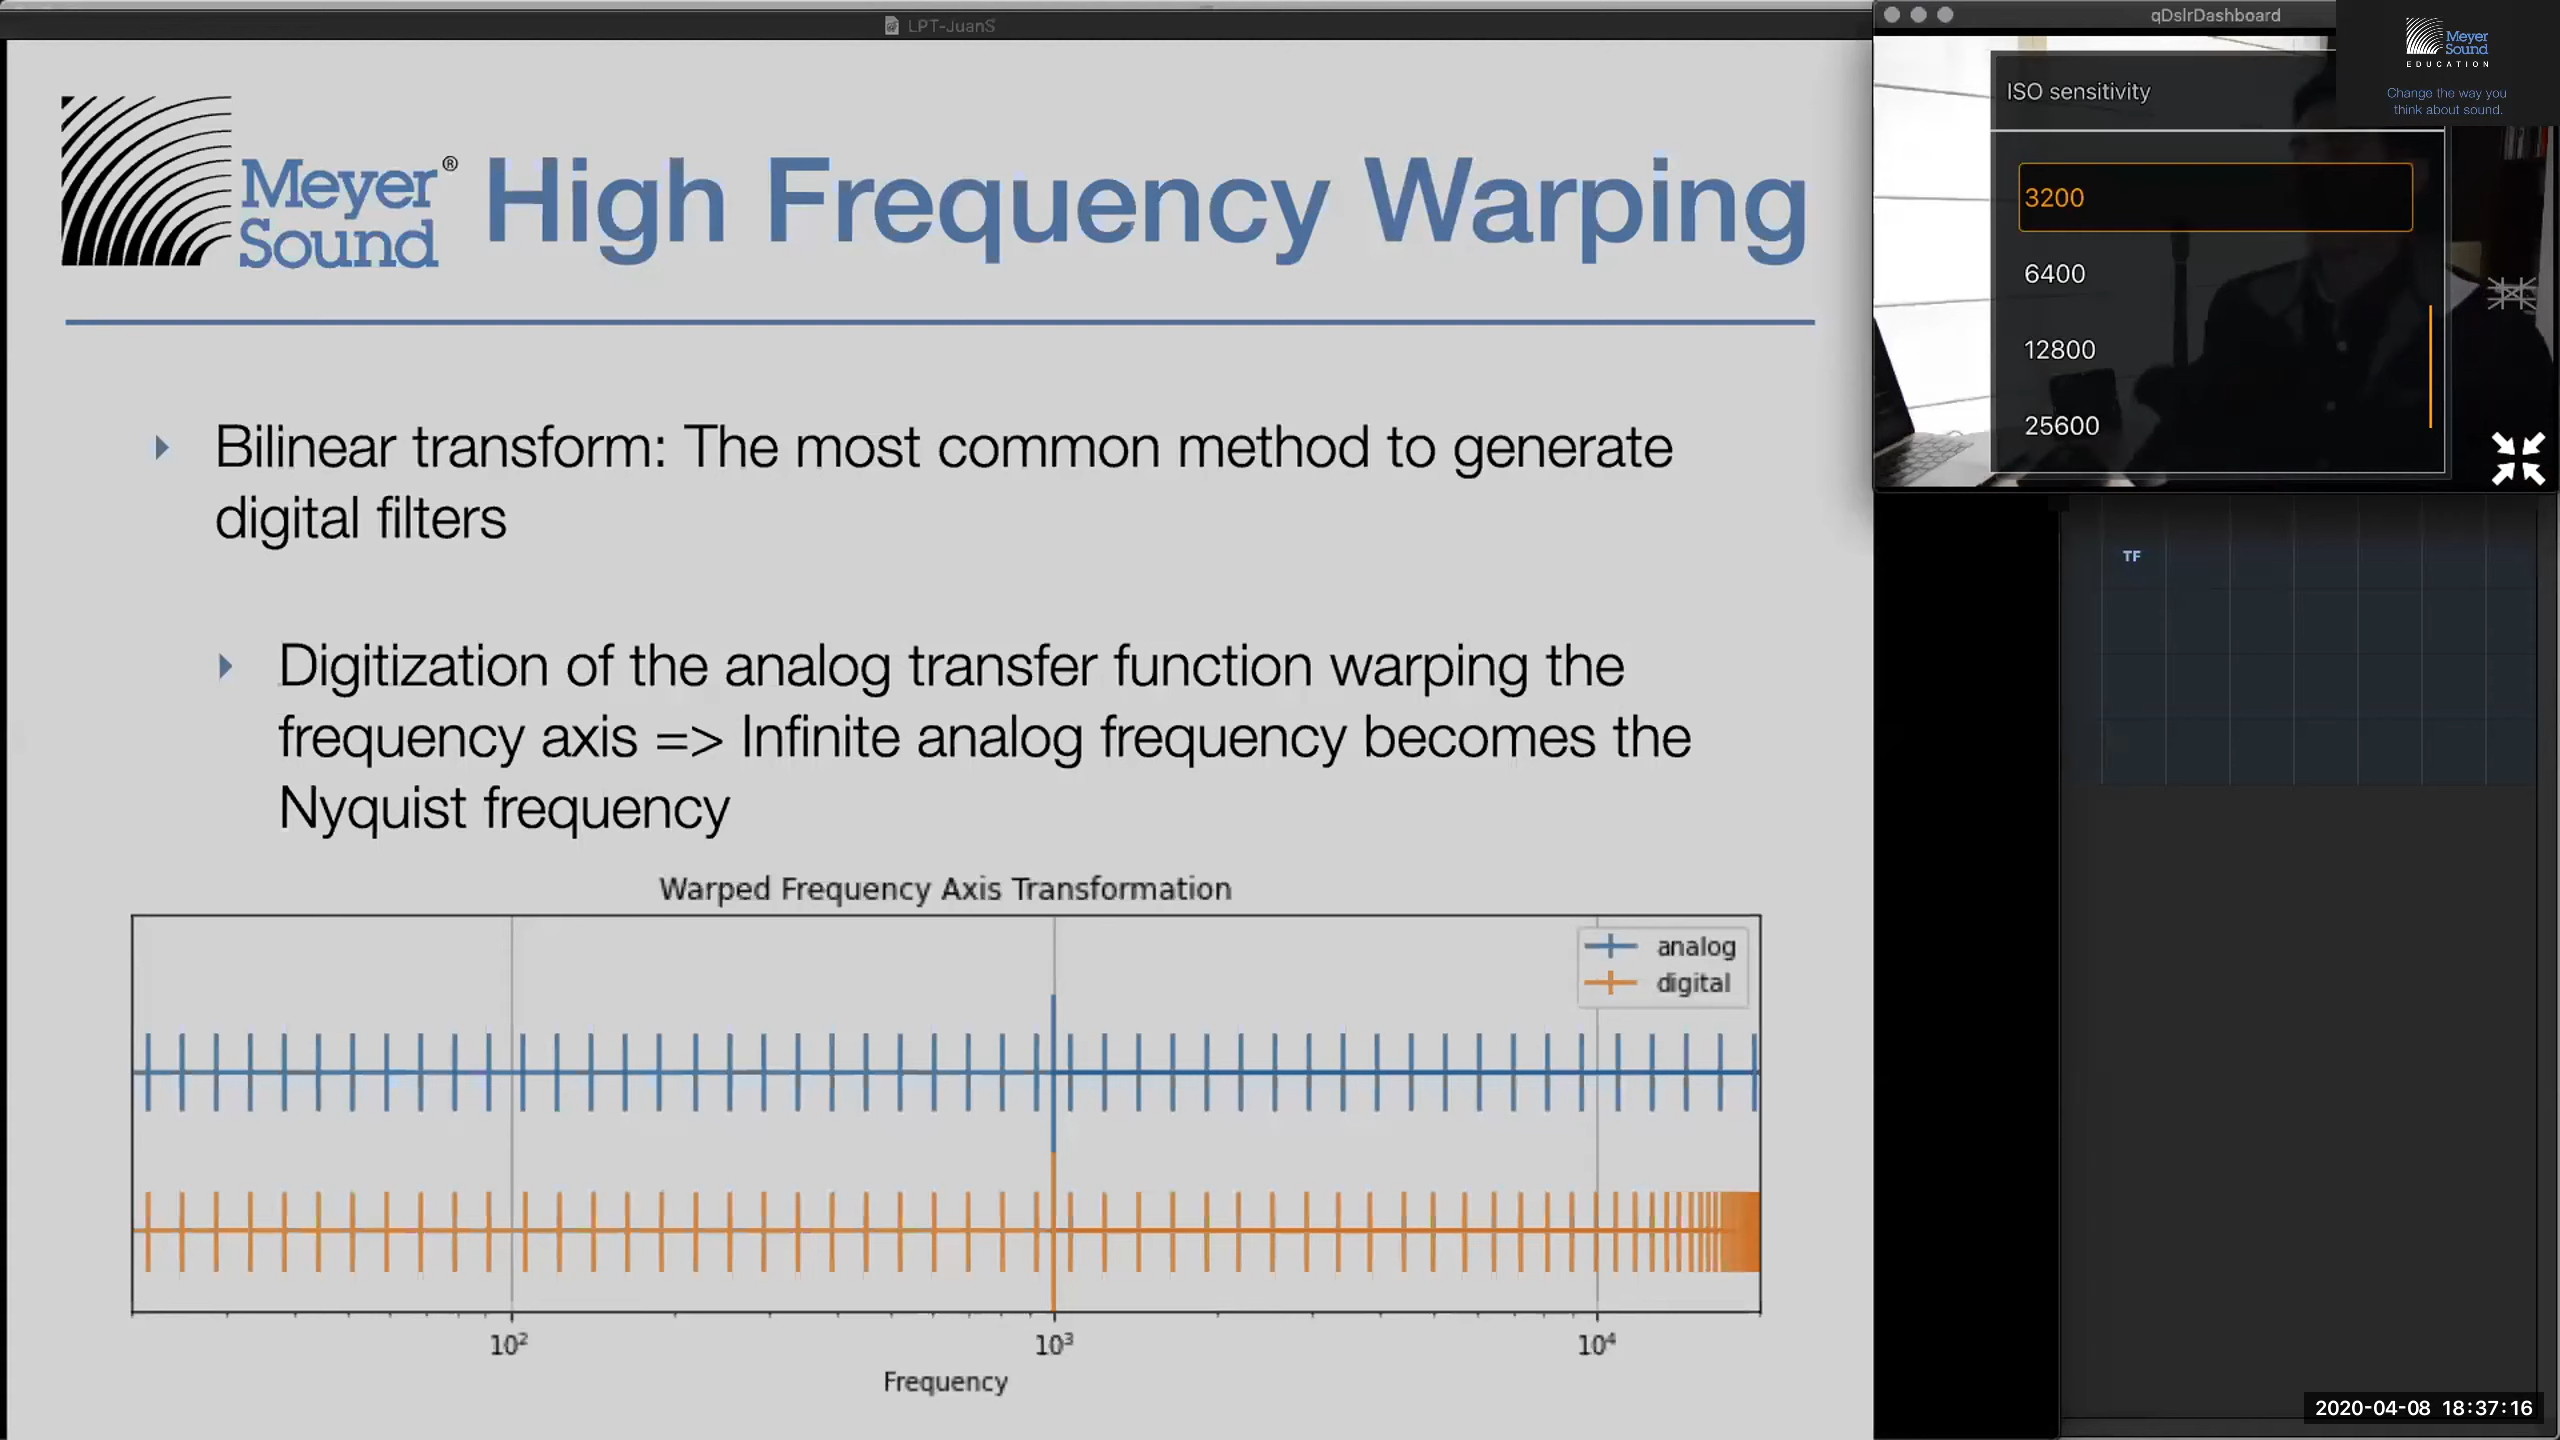 LPT-JuanS
Meyer
Sound
®
High Frequency Warping
Bilinear transform: The most common method to generate
digital filters
Digitization of the analog transfer function warping the
frequency axis => Infinite analog frequency becomes the
Nyquist frequency
Warped Frequency Axis Transformation
analog
digital
10²
10³
10⁴
Frequency
qDslrDashboard
Meyer
Sound
EDUCATION
Change the way you
think about sound.
ISO sensitivity
3200
6400
12800
25600
TF
2020-04-08 18:37:16